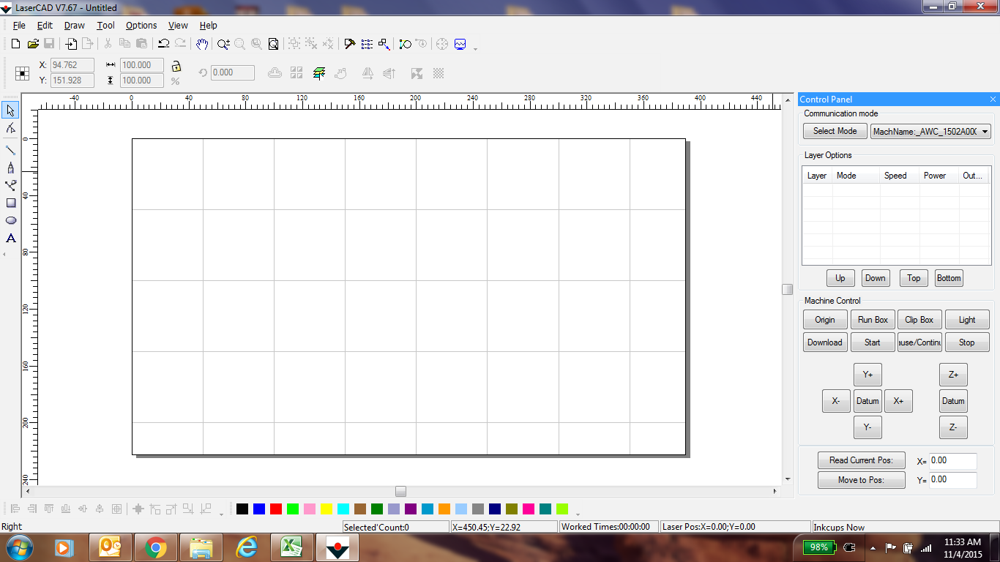 LaserCAD V7.67 - Untitled
File Edit Draw Tool Options View Help
X: 94.762 100.000
Y: 151.928 100.000 % 0.000
-40 0 40 80 120 160 200 240 280 320 360 400 440
0
40
80
120
160
200
240
Control Panel
Communication mode
Select Mode MachName:_AWC_1502A00(
Layer Options
Layer Mode Speed Power Out...
Up Down Top Bottom
Machine Control
Origin Run Box Clip Box Light
Download Start ause/Continu Stop
Y+ Z+
X- Datum X+ Datum
Y- Z-
Read Current Pos: X= 0.00
Move to Pos: Y= 0.00
Right Selected'Count:0 X=450.45;Y=22.92 Worked Times:00:00:00 Laser Pos:X=0.00;Y=0.00 Inkcups Now
98% 11:33 AM
11/4/2015